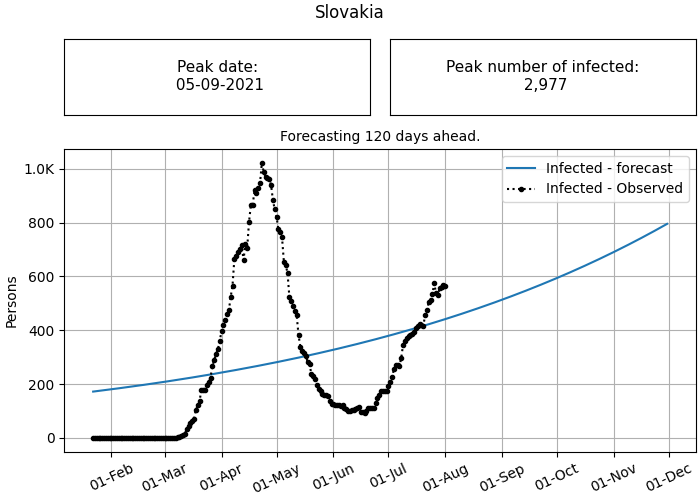 Slovakia
Peak date:
05-09-2021
Peak number of infected:
2,977
Forecasting 120 days ahead.
Infected - forecast
Infected - Observed
Persons
1.0K
800
600
400
200
0
01-Feb
01-Mar
01-Apr
01-May
01-Jun
01-Jul
01-Aug
01-Sep
01-Oct
01-Nov
01-Dec